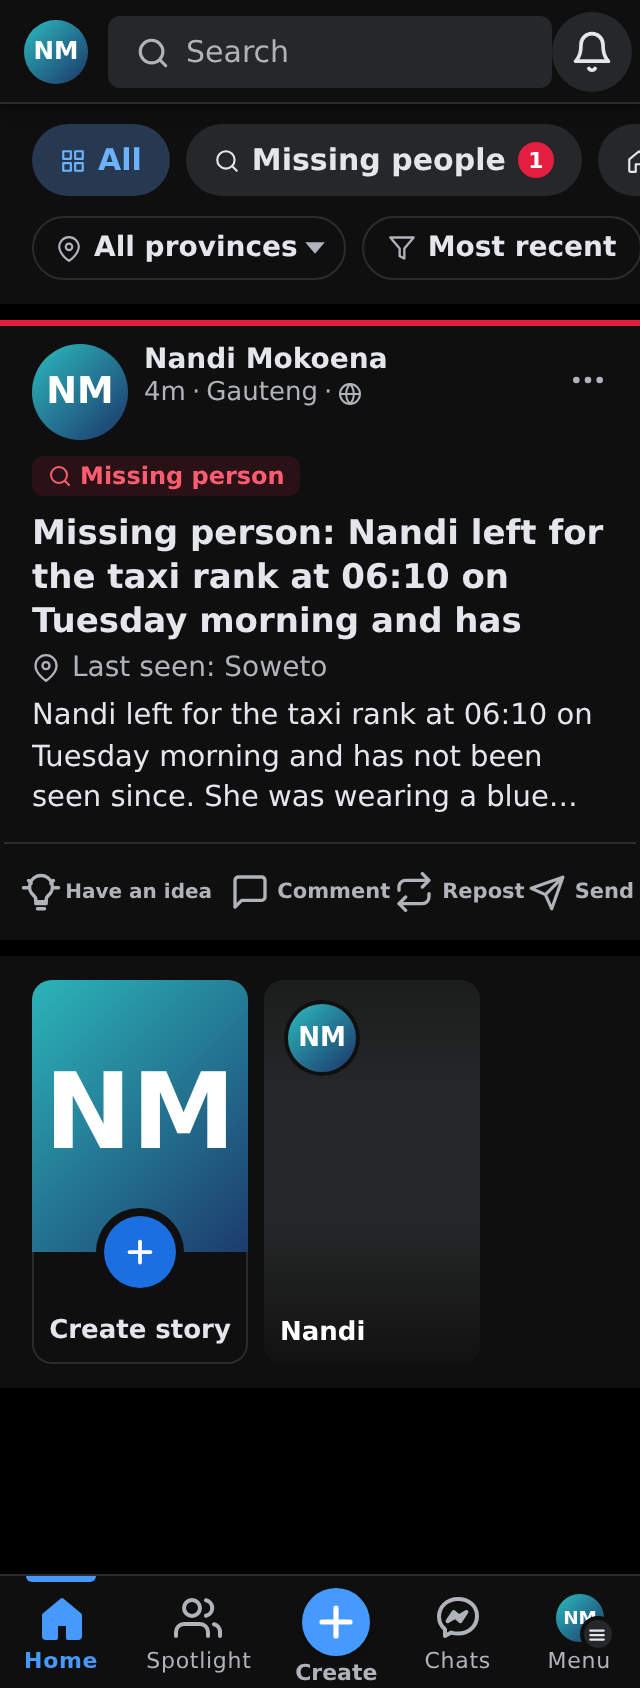 NM
Search
All
Missing people 1
All provinces
Most recent
NM
Nandi Mokoena
4m · Gauteng ·
Missing person
Missing person: Nandi left for
the taxi rank at 06:10 on
Tuesday morning and has
Last seen: Soweto
Nandi left for the taxi rank at 06:10 on
Tuesday morning and has not been
seen since. She was wearing a blue...
Have an idea
Comment
Repost
Send
NM
Create story
NM
Nandi
Home
Spotlight
Create
Chats
NM
Menu